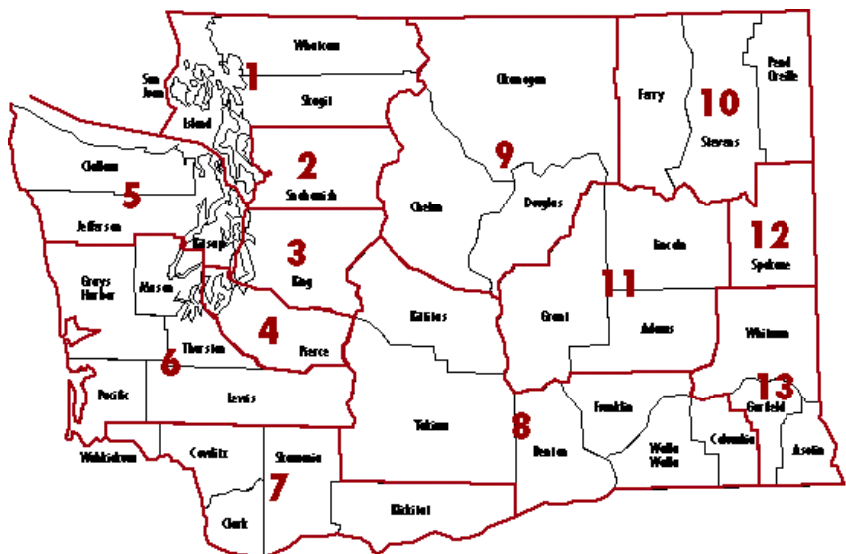 Whatcom
San
Juan
1
Skagit
Island
Okanogan
Ferry
10
Stevens
Pend
Oreille
Clallam
5
Jefferson
2
Snohomish
9
Chelan
Douglas
Kitsap
3
King
Lincoln
12
Spokane
Grays
Harbor
Mason
11
Grant
Adams
Kittitas
Whitman
4
Pierce
Thurston
6
Pacific
Lewis
Yakima
8
Benton
Franklin
13
Garfield
Columbia
Asotin
Walla
Walla
Wahkiakum
Cowlitz
Skamania
7
Klickitat
Clark